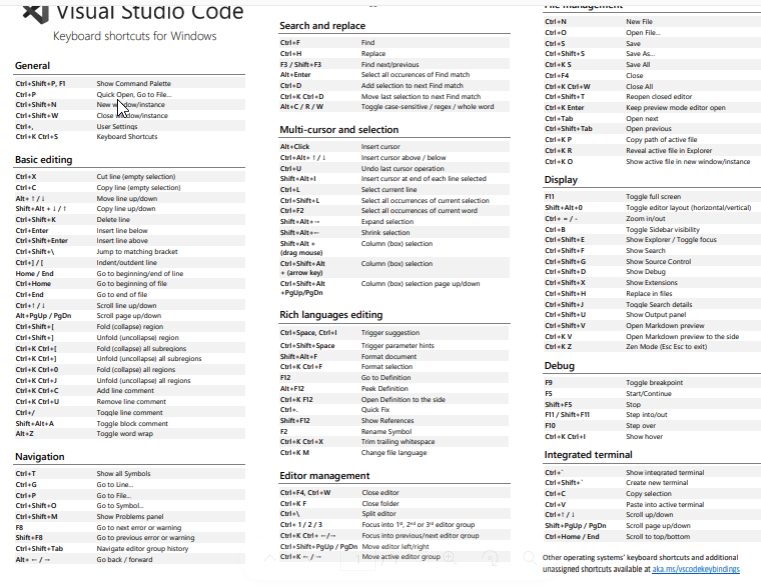 Visual Studio Code
Keyboard shortcuts for Windows
General
Ctrl+Shift+P, F1 Show Command Palette
Ctrl+P Quick Open, Go to File...
Ctrl+Shift+N New window/instance
Ctrl+Shift+W Close window/instance
Ctrl+, User Settings
Ctrl+K Ctrl+S Keyboard Shortcuts
Basic editing
Ctrl+X Cut line (empty selection)
Ctrl+C Copy line (empty selection)
Alt+ ↑ / ↓ Move line up/down
Shift+Alt + ↓ / ↑ Copy line up/down
Ctrl+Shift+K Delete line
Ctrl+Enter Insert line below
Ctrl+Shift+Enter Insert line above
Ctrl+Shift+\ Jump to matching bracket
Ctrl+] / [ Indent/outdent line
Home / End Go to beginning/end of line
Ctrl+Home Go to beginning of file
Ctrl+End Go to end of file
Ctrl+↑ / ↓ Scroll line up/down
Alt+PgUp / PgDn Scroll page up/down
Ctrl+Shift+[ Fold (collapse) region
Ctrl+Shift+] Unfold (uncollapse) region
Ctrl+K Ctrl+[ Fold (collapse) all subregions
Ctrl+K Ctrl+] Unfold (uncollapse) all subregions
Ctrl+K Ctrl+0 Fold (collapse) all regions
Ctrl+K Ctrl+J Unfold (uncollapse) all regions
Ctrl+K Ctrl+C Add line comment
Ctrl+K Ctrl+U Remove line comment
Ctrl+/ Toggle line comment
Shift+Alt+A Toggle block comment
Alt+Z Toggle word wrap
Navigation
Ctrl+T Show all Symbols
Ctrl+G Go to Line...
Ctrl+P Go to File...
Ctrl+Shift+O Go to Symbol...
Ctrl+Shift+M Show Problems panel
F8 Go to next error or warning
Shift+F8 Go to previous error or warning
Ctrl+Shift+Tab Navigate editor group history
Alt+ ← / → Go back / forward
Search and replace
Ctrl+F Find
Ctrl+H Replace
F3 / Shift+F3 Find next/previous
Alt+Enter Select all occurences of Find match
Ctrl+D Add selection to next Find match
Ctrl+K Ctrl+D Move last selection to next Find match
Alt+C / R / W Toggle case-sensitive / regex / whole word
Multi-cursor and selection
Alt+Click Insert cursor
Ctrl+Alt+ ↑ / ↓ Insert cursor above / below
Ctrl+U Undo last cursor operation
Shift+Alt+I Insert cursor at end of each line selected
Ctrl+L Select current line
Ctrl+Shift+L Select all occurrences of current selection
Ctrl+F2 Select all occurrences of current word
Shift+Alt+→ Expand selection
Shift+Alt+← Shrink selection
Shift+Alt + Column (box) selection
(drag mouse)
Ctrl+Shift+Alt Column (box) selection
+ (arrow key)
Ctrl+Shift+Alt Column (box) selection page up/down
+PgUp/PgDn
Rich languages editing
Ctrl+Space, Ctrl+I Trigger suggestion
Ctrl+Shift+Space Trigger parameter hints
Shift+Alt+F Format document
Ctrl+K Ctrl+F Format selection
F12 Go to Definition
Alt+F12 Peek Definition
Ctrl+K F12 Open Definition to the side
Ctrl+. Quick Fix
Shift+F12 Show References
F2 Rename Symbol
Ctrl+K Ctrl+X Trim trailing whitespace
Ctrl+K M Change file language
Editor management
Ctrl+F4, Ctrl+W Close editor
Ctrl+K F Close folder
Ctrl+\ Split editor
Ctrl+ 1 / 2 / 3 Focus into 1st, 2nd or 3rd editor group
Ctrl+K Ctrl+ ←/→ Focus into previous/next editor group
Ctrl+Shift+PgUp / PgDn Move editor left/right
Ctrl+K ← / → Move active editor group
File management
Ctrl+N New File
Ctrl+O Open File...
Ctrl+S Save
Ctrl+Shift+S Save As...
Ctrl+K S Save All
Ctrl+F4 Close
Ctrl+K Ctrl+W Close All
Ctrl+Shift+T Reopen closed editor
Ctrl+K Enter Keep preview mode editor open
Ctrl+Tab Open next
Ctrl+Shift+Tab Open previous
Ctrl+K P Copy path of active file
Ctrl+K R Reveal active file in Explorer
Ctrl+K O Show active file in new window/instance
Display
F11 Toggle full screen
Shift+Alt+0 Toggle editor layout (horizontal/vertical)
Ctrl+ = / - Zoom in/out
Ctrl+B Toggle Sidebar visibility
Ctrl+Shift+E Show Explorer / Toggle focus
Ctrl+Shift+F Show Search
Ctrl+Shift+G Show Source Control
Ctrl+Shift+D Show Debug
Ctrl+Shift+X Show Extensions
Ctrl+Shift+H Replace in files
Ctrl+Shift+J Toggle Search details
Ctrl+Shift+U Show Output panel
Ctrl+Shift+V Open Markdown preview
Ctrl+K V Open Markdown preview to the side
Ctrl+K Z Zen Mode (Esc Esc to exit)
Debug
F9 Toggle breakpoint
F5 Start/Continue
Shift+F5 Stop
F11 / Shift+F11 Step into/out
F10 Step over
Ctrl+K Ctrl+I Show hover
Integrated terminal
Ctrl+` Show integrated terminal
Ctrl+Shift+` Create new terminal
Ctrl+C Copy selection
Ctrl+V Paste into active terminal
Ctrl+↑ / ↓ Scroll up/down
Shift+PgUp / PgDn Scroll page up/down
Ctrl+Home / End Scroll to top/bottom
Other operating systems' keyboard shortcuts and additional
unassigned shortcuts available at aka.ms/vscodekeybindings